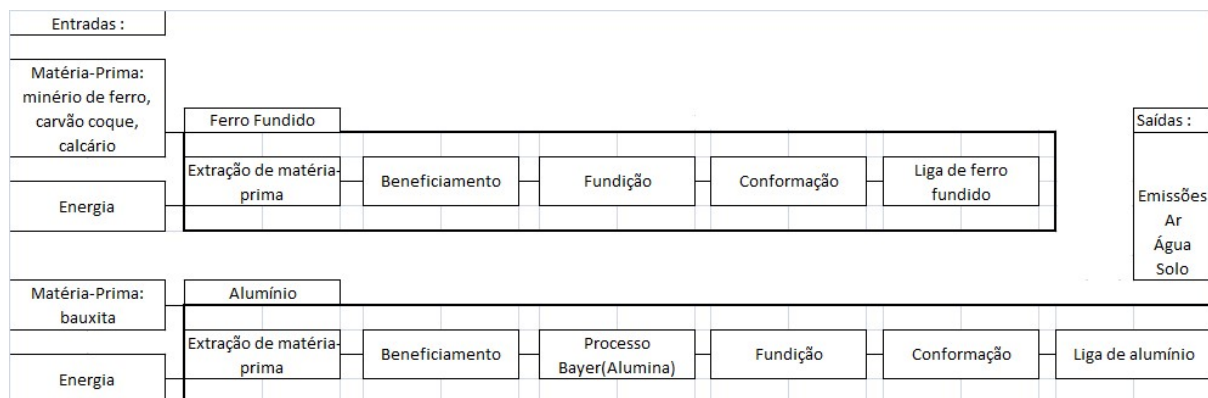 Entradas :
Matéria-Prima:
minério de ferro,
carvão coque,
calcário
Energia
Ferro Fundido
Extração de matéria-
prima
Beneficiamento
Fundição
Conformação
Liga de ferro
fundido
Saídas :
Emissões
Ar
Água
Solo
Matéria-Prima:
bauxita
Energia
Alumínio
Extração de matéria-
prima
Beneficiamento
Processo
Bayer(Alumina)
Fundição
Conformação
Liga de alumínio